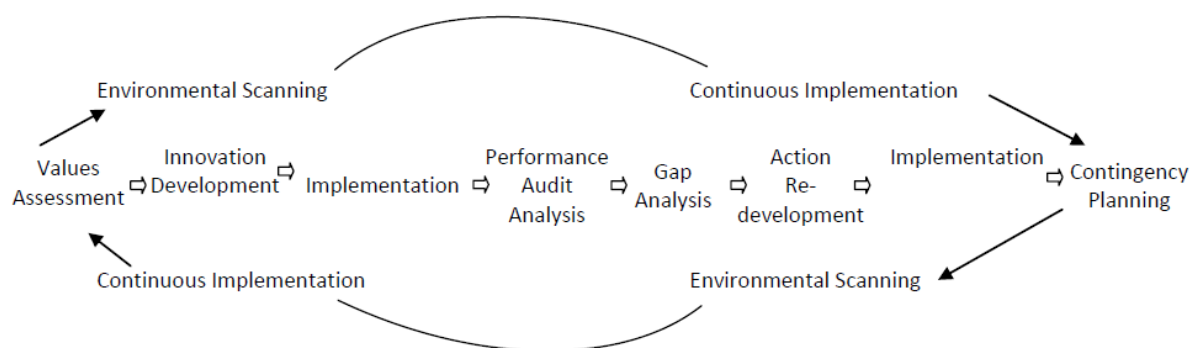 Environmental Scanning
Continuous Implementation
Values
Assessment
Innovation
Development
Implementation
Performance
Audit
Analysis
Gap
Analysis
Action
Re-
development
Implementation
Contingency
Planning
Continuous Implementation
Environmental Scanning